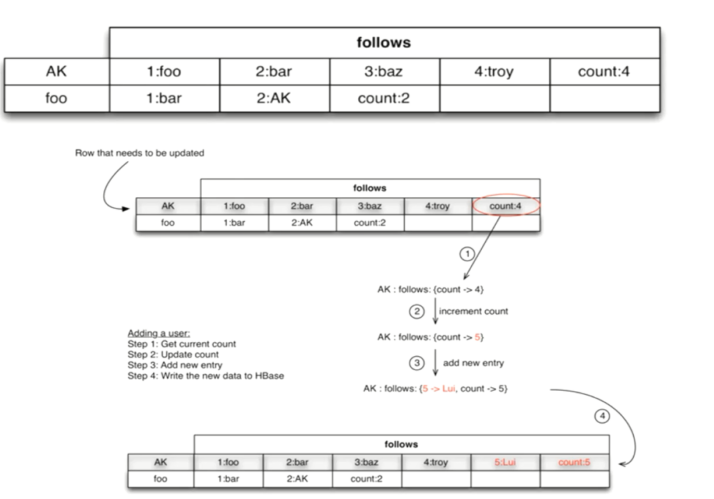 follows
AK 1:foo 2:bar 3:baz 4:troy count:4
foo 1:bar 2:AK count:2
Row that needs to be updated
follows
AK 1:foo 2:bar 3:baz 4:troy count:4
foo 1:bar 2:AK count:2
1
AK : follows: {count -> 4}
2 increment count
AK : follows: {count -> 5}
3 add new entry
AK : follows: {5 -> Lui, count -> 5}
Adding a user:
Step 1: Get current count
Step 2: Update count
Step 3: Add new entry
Step 4: Write the new data to HBase
4
follows
AK 1:foo 2:bar 3:baz 4:troy 5:Lui count:5
foo 1:bar 2:AK count:2